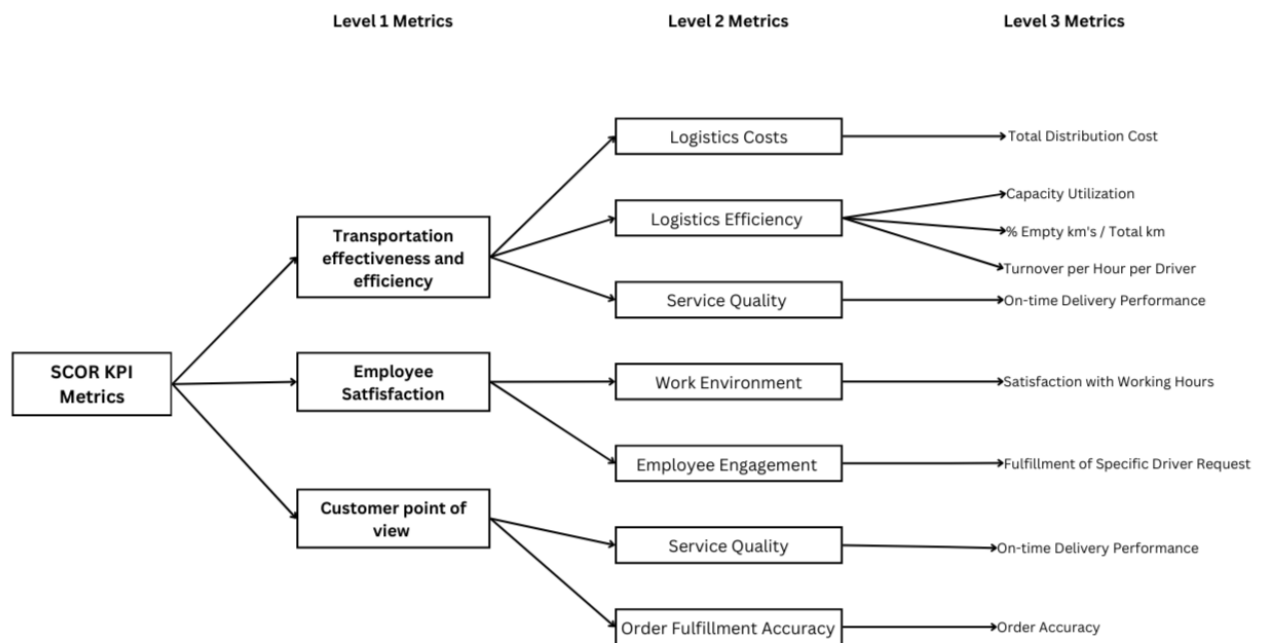 Level 1 Metrics
Level 2 Metrics
Level 3 Metrics
Logistics Costs
Total Distribution Cost
Capacity Utilization
Logistics Efficiency
% Empty km's / Total km
Transportation
effectiveness and
efficiency
Turnover per Hour per Driver
Service Quality
On-time Delivery Performance
SCOR KPI
Metrics
Employee
Satfisfaction
Work Environment
Satisfaction with Working Hours
Employee Engagement
Fulfillment of Specific Driver Request
Customer point of
view
Service Quality
On-time Delivery Performance
Order Fulfillment Accuracy
Order Accuracy